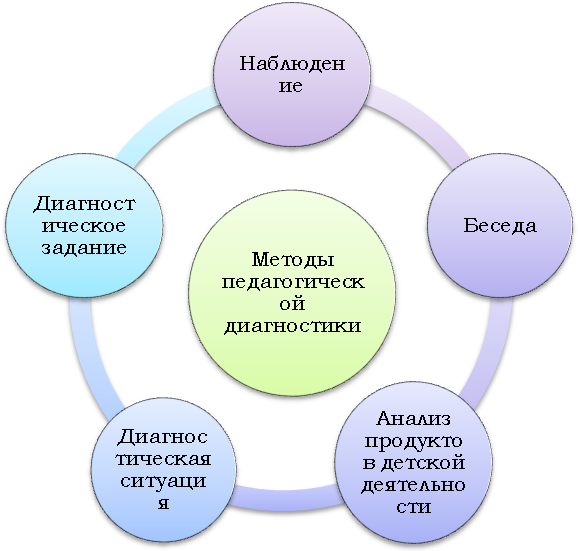 Наблюден
ие
Беседа
Анализ
продукто
в детской
деятельно
сти
Диагнос
тическая
ситуаци
я
Диагност
ическое
задание
Методы
педагогическ
ой
диагностики